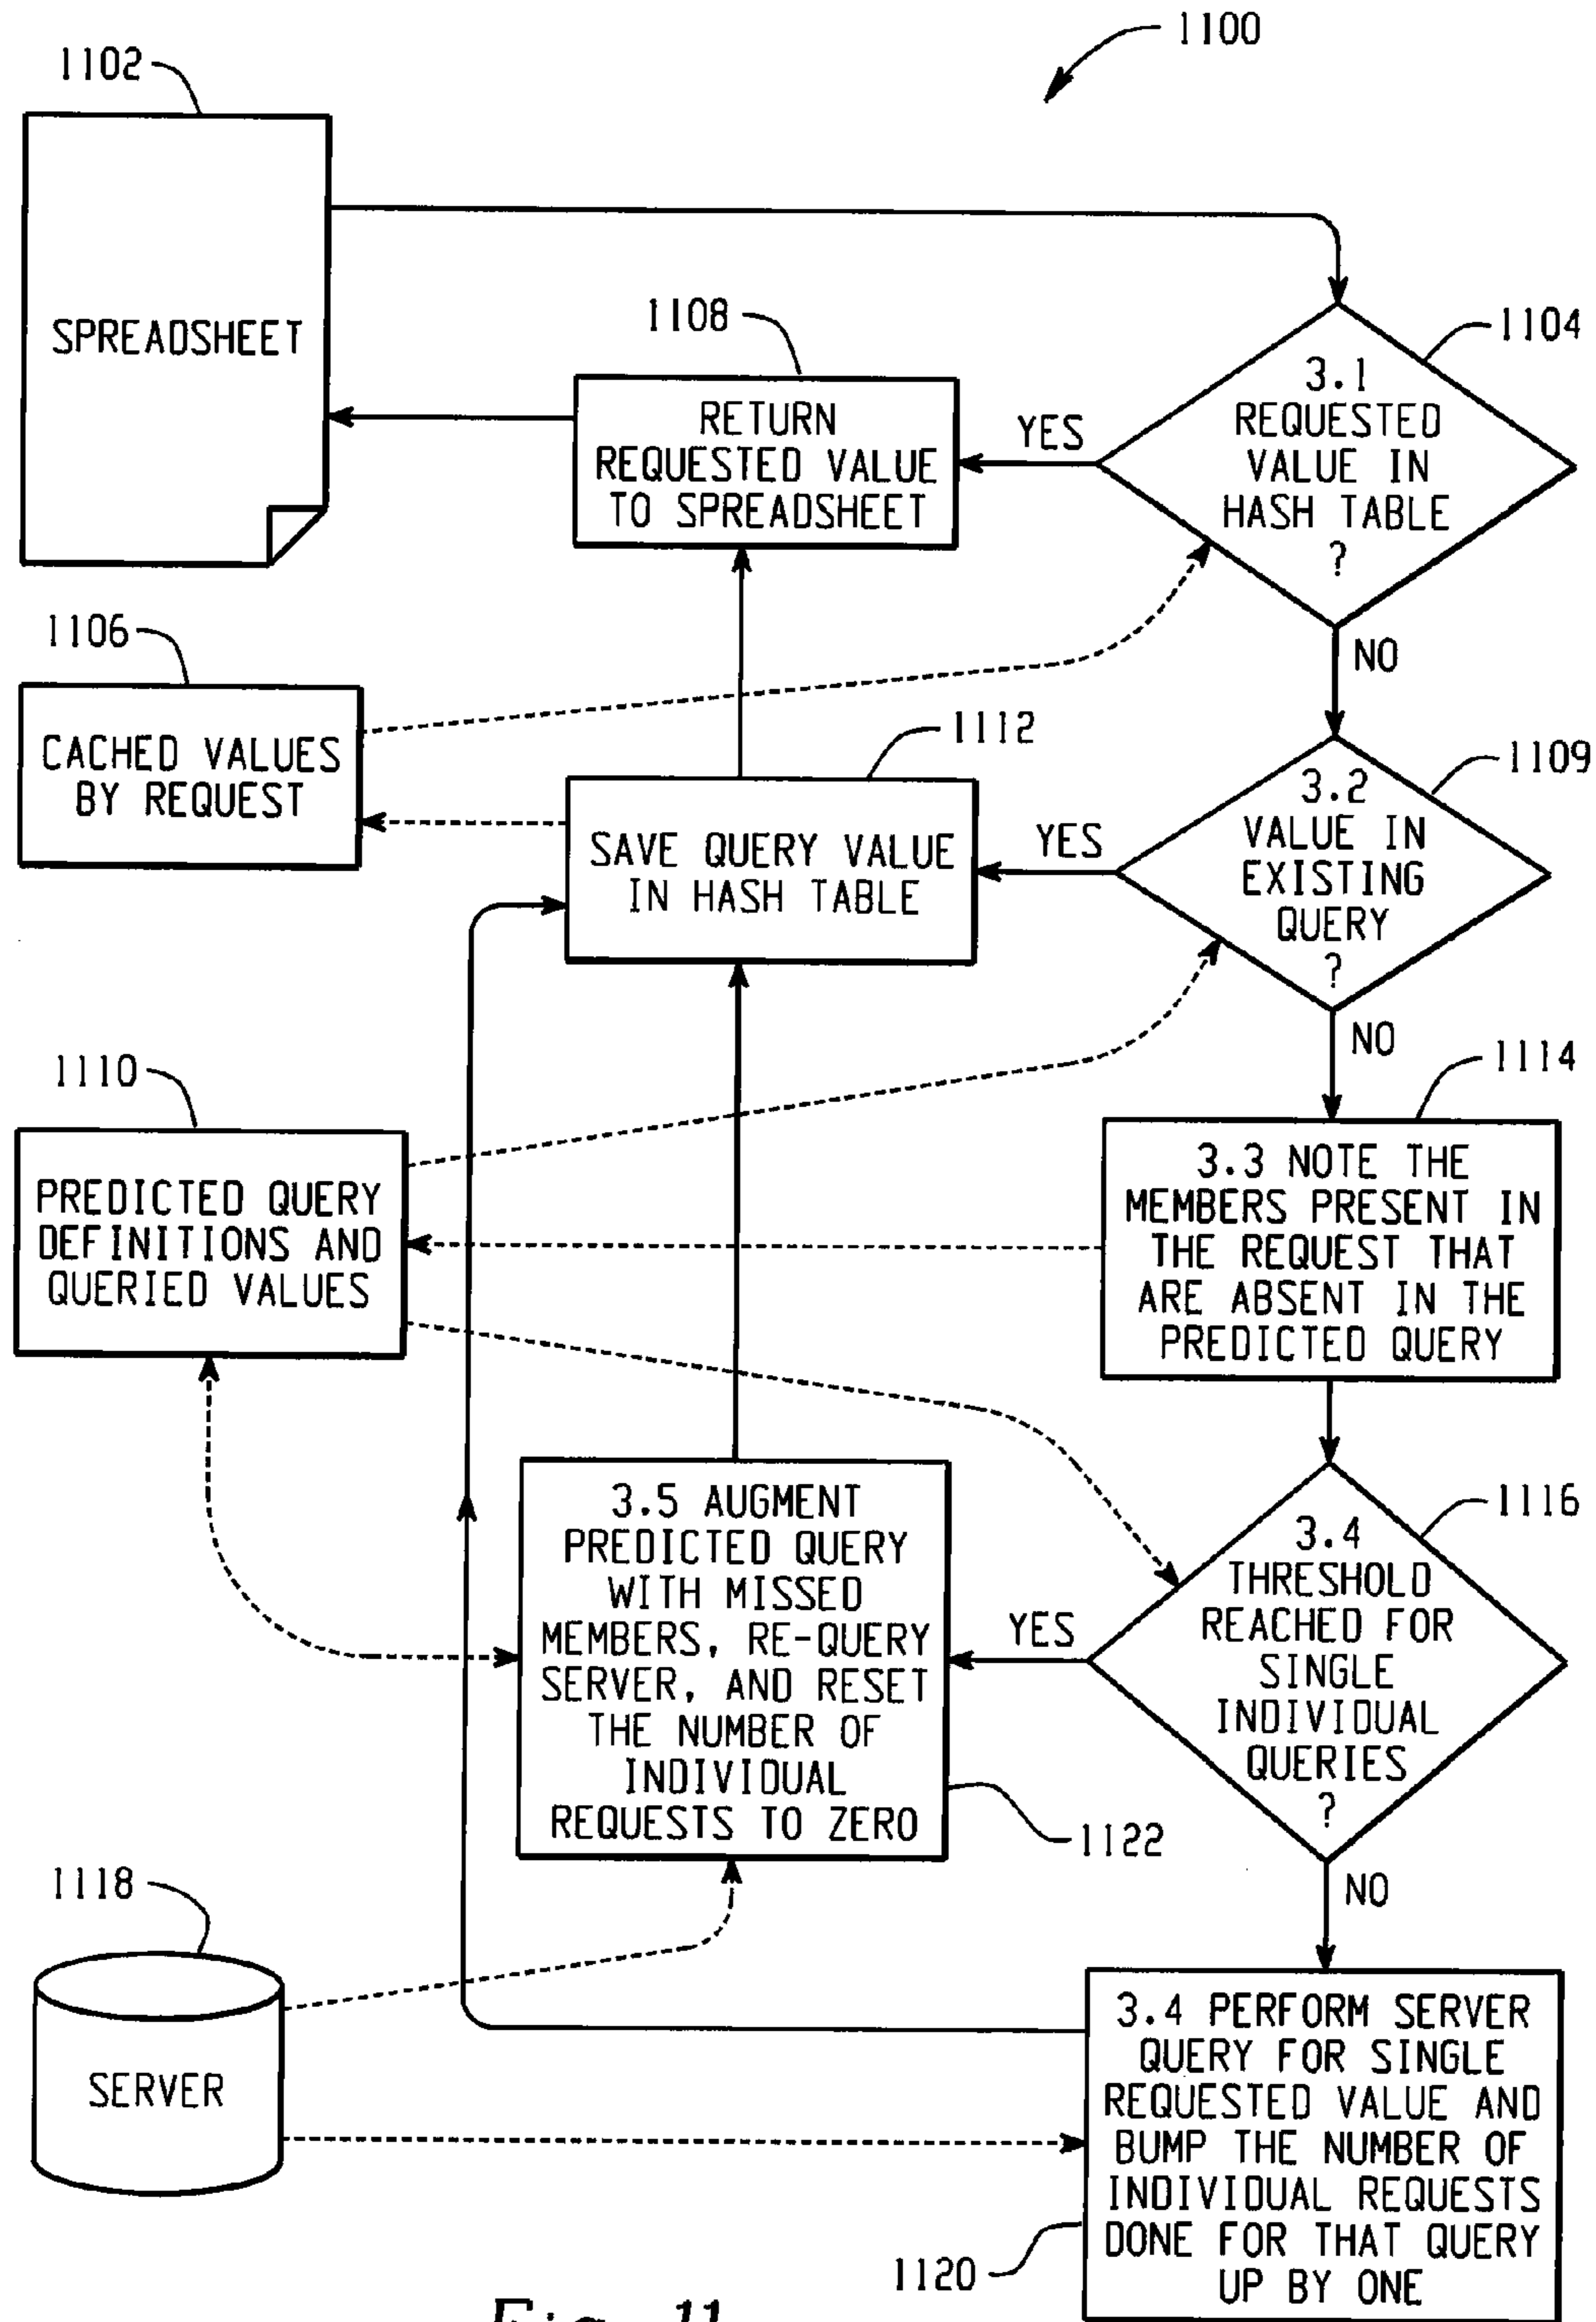 1100
1102
SPREADSHEET
1108
1104
3.1
REQUESTED
VALUE IN
HASH TABLE
?
YES
RETURN
REQUESTED VALUE
TO SPREADSHEET
NO
1106
CACHED VALUES
BY REQUEST
1112
1109
3.2
VALUE IN
EXISTING
QUERY
?
YES
SAVE QUERY VALUE
IN HASH TABLE
NO
1110
PREDICTED QUERY
DEFINITIONS AND
QUERIED VALUES
1114
3.3 NOTE THE
MEMBERS PRESENT IN
THE REQUEST THAT
ARE ABSENT IN THE
PREDICTED QUERY
1116
3.4
THRESHOLD
REACHED FOR
SINGLE
INDIVIDUAL
QUERIES
?
YES
3.5 AUGMENT
PREDICTED QUERY
WITH MISSED
MEMBERS, RE-QUERY
SERVER, AND RESET
THE NUMBER OF
INDIVIDUAL
REQUESTS TO ZERO
1122
NO
1118
SERVER
3.4 PERFORM SERVER
QUERY FOR SINGLE
REQUESTED VALUE AND
BUMP THE NUMBER OF
INDIVIDUAL REQUESTS
DONE FOR THAT QUERY
UP BY ONE
1120
Fig. 11